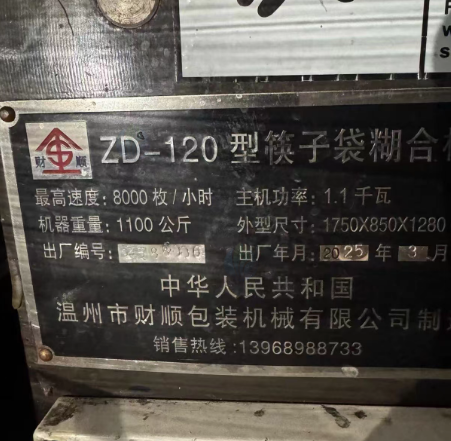 财 顺
ZD-120 型筷子袋糊合机
最高速度: 8000 枚/小时 主机功率: 1.1 千瓦
机器重量: 1100 公斤 外型尺寸: 1750X850X1280
出厂编号: 出厂年月: 2025 年 3 月
中华人民共和国
温州市财顺包装机械有限公司制
销售热线:13968988733